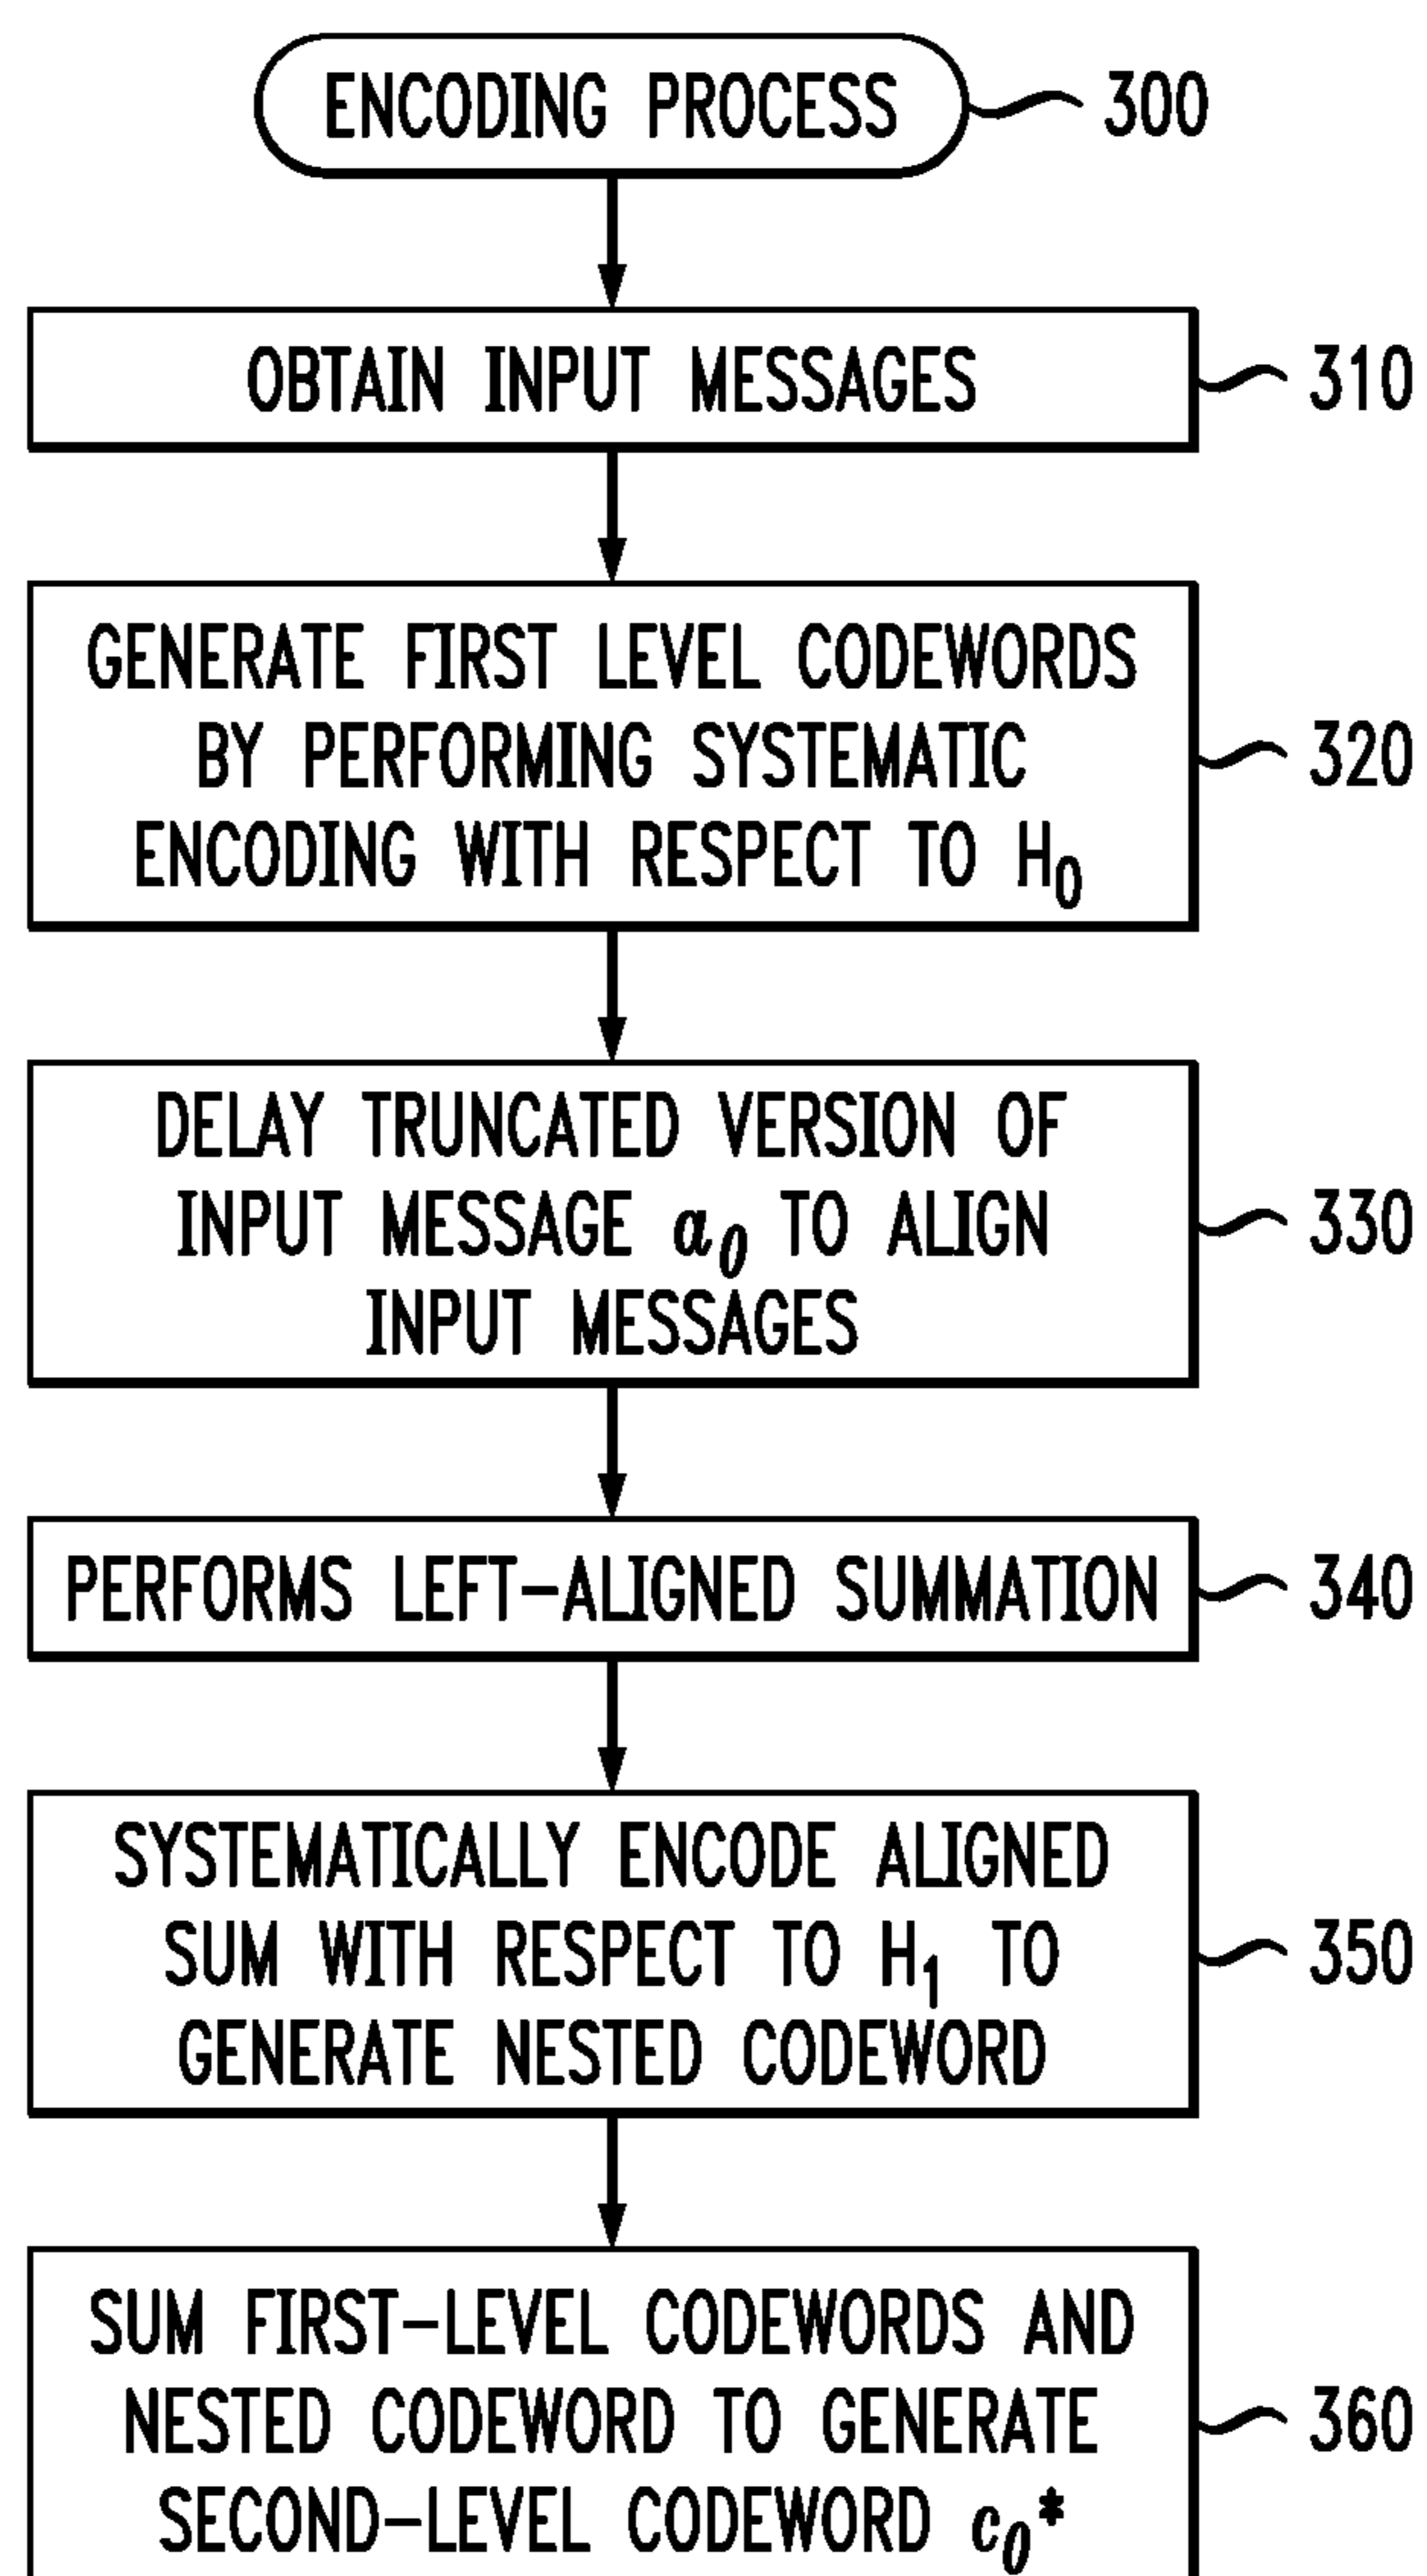 ENCODING PROCESS 300
OBTAIN INPUT MESSAGES 310
GENERATE FIRST LEVEL CODEWORDS
BY PERFORMING SYSTEMATIC 320
ENCODING WITH RESPECT TO H₀
DELAY TRUNCATED VERSION OF
INPUT MESSAGE α₀ TO ALIGN 330
INPUT MESSAGES
PERFORMS LEFT-ALIGNED SUMMATION 340
SYSTEMATICALLY ENCODE ALIGNED
SUM WITH RESPECT TO H₁ TO 350
GENERATE NESTED CODEWORD
SUM FIRST-LEVEL CODEWORDS AND
NESTED CODEWORD TO GENERATE 360
SECOND-LEVEL CODEWORD c₀*